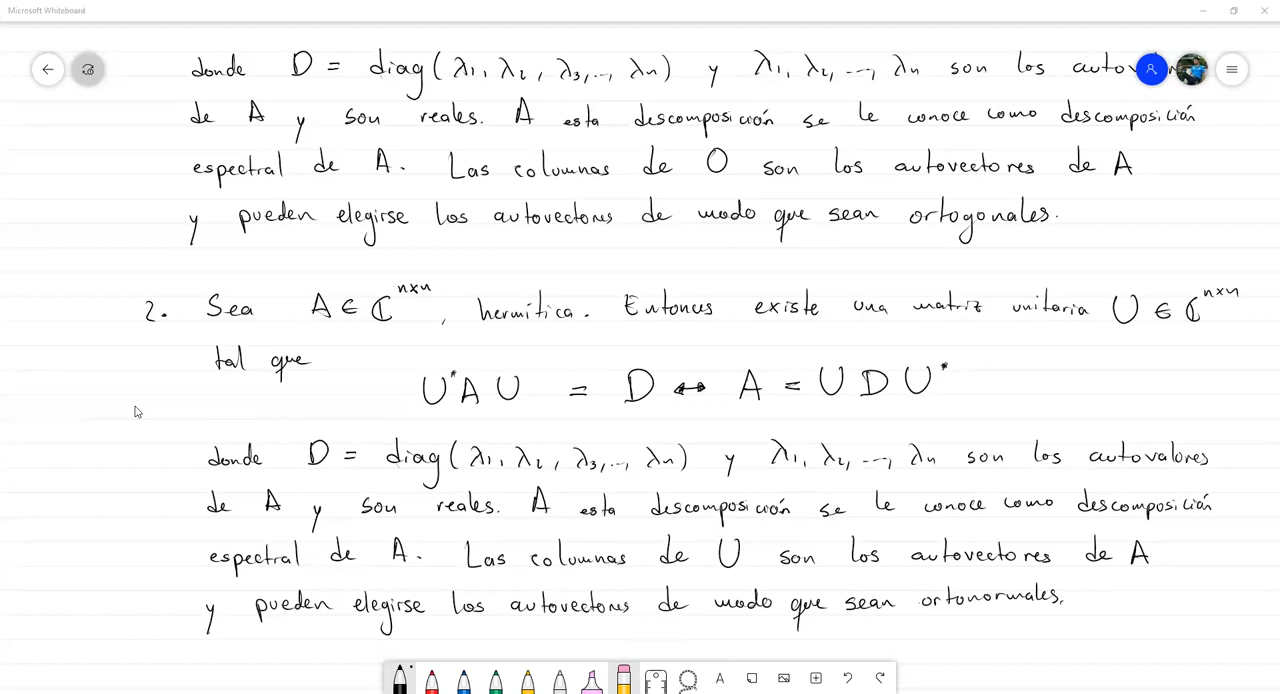 Microsoft Whiteboard
donde D = diag(λ1, λ2, λ3,..., λn) y λ1, λ2, ..., λn son los
de A y son reales. A esta descomposición se le conoce como descomposición
espectral de A. Las columnas de O son los autovectores de A
y pueden elegirse los autovectores de modo que sean ortogonales.
2. Sea A ∈ ℂ^{n×n}, hermítica. Entonces existe una matriz unitaria U ∈ ℂ^{n×n}
tal que
U*AU = D ↔ A = UDU*
donde D = diag(λ1, λ2, λ3,..., λn) y λ1, λ2, ..., λn son los autovalores
de A y son reales. A esta descomposición se le conoce como descomposición
espectral de A. Las columnas de U son los autovectores de A
y pueden elegirse los autovectores de modo que sean ortonormales.